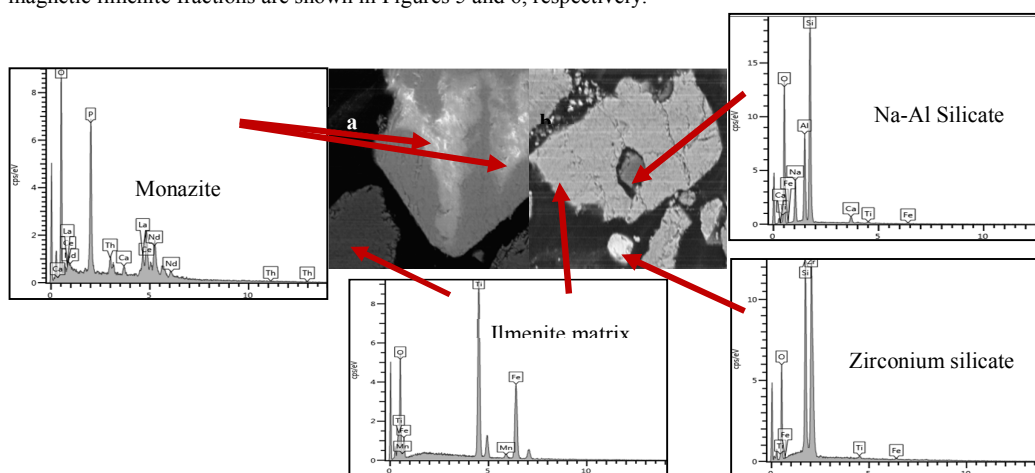 magnetic ilmenite fractions are shown in Figures 5 and 6, respectively.
a
b
Monazite
cps/eV
8
6
4
2
0
0
5
10
O
P
La
Ce
Nd
Ca
Th
Ca
La
Ce
Nd
Nd
Th
Th
Na-Al Silicate
cps/eV
15
10
5
0
0
5
10
Si
O
Al
Na
Fe
Ca
Ca
Ti
Fe
Ilmenite matrix
cps/eV
8
6
4
2
0
5
10
Ti
O
Fe
Ti
Fe
Mn
Mn
Zirconium silicate
cps/eV
10
5
0
0
5
10
Zr
Si
O
Fe
Ti
Ti
Fe